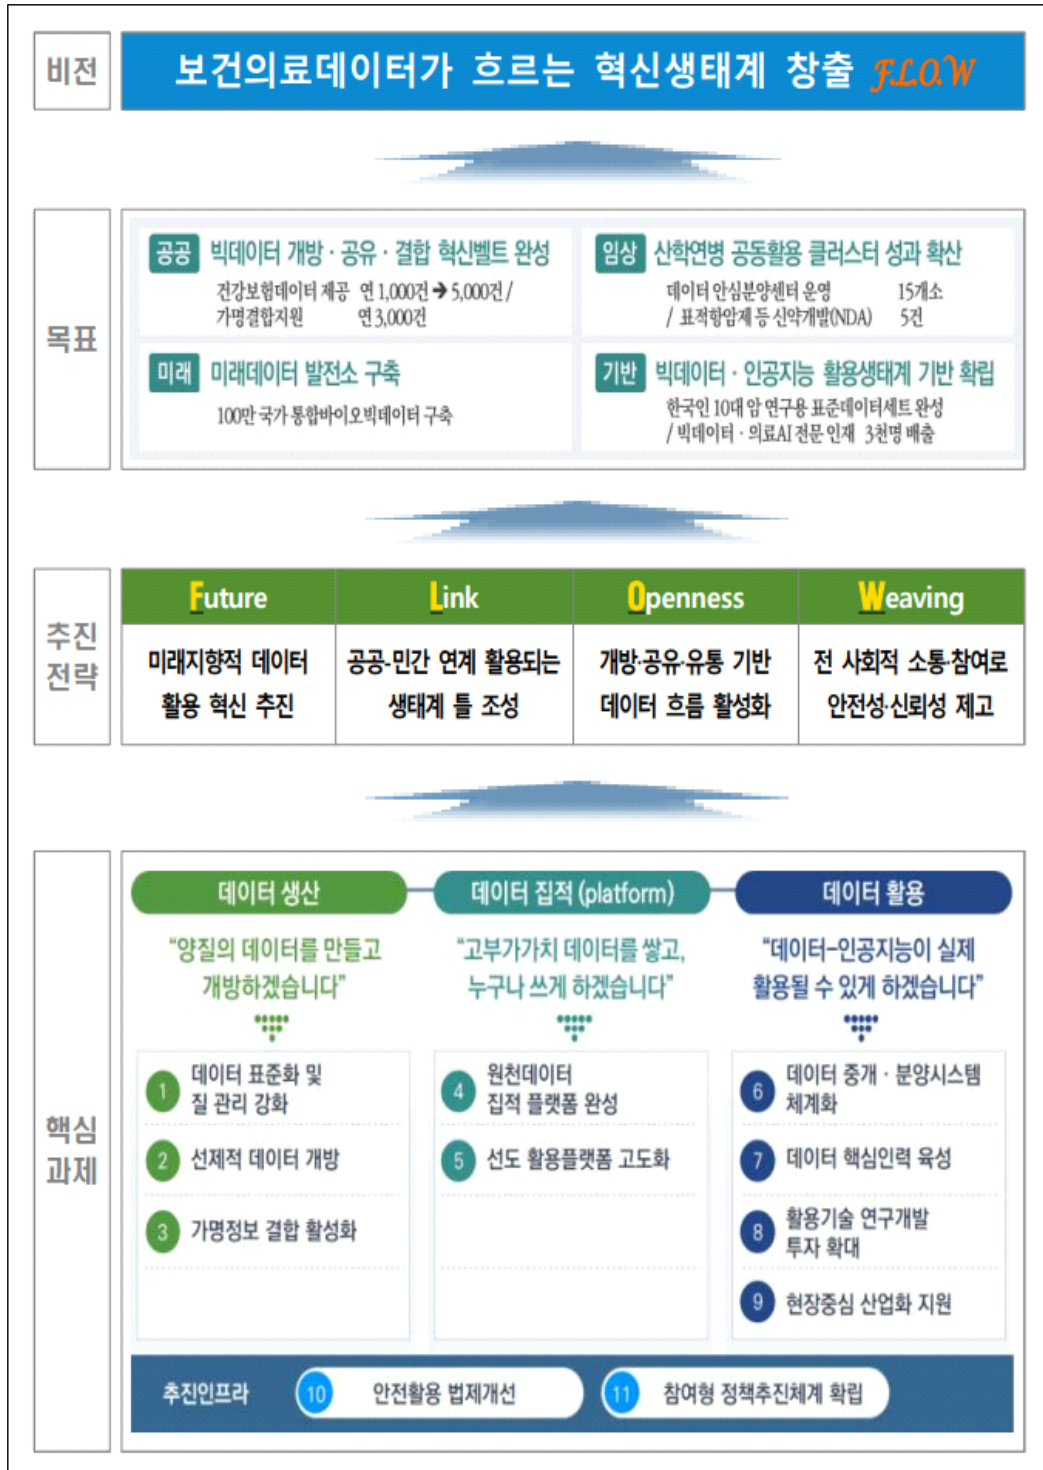 비전
보건의료데이터가 흐르는 혁신생태계 창출 F.L.O.W
목표
공공 빅데이터 개방·공유·결합 혁신벨트 완성
건강보험데이터 제공 연 1,000건 ➔ 5,000건 /
가명결합지원 연 3,000건
임상 산학연병 공동활용 클러스터 성과 확산
데이터 안심분양센터 운영 15개소
/ 표적항암제 등 신약개발(NDA) 5건
미래 미래데이터 발전소 구축
100만 국가 통합바이오빅데이터 구축
기반 빅데이터·인공지능 활용생태계 기반 확립
한국인 10대 암 연구용 표준데이터세트 완성
/ 빅데이터·의료AI 전문 인재 3천명 배출
추진
전략
Future
미래지향적 데이터
활용 혁신 추진
Link
공공-민간 연계 활용되는
생태계 틀 조성
Openness
개방·공유·유통 기반
데이터 흐름 활성화
Weaving
전 사회적 소통·참여로
안전성·신뢰성 제고
핵심
과제
데이터 생산
“양질의 데이터를 만들고
개방하겠습니다”
1 데이터 표준화 및
질 관리 강화
2 선제적 데이터 개방
3 가명정보 결합 활성화
데이터 집적 (platform)
“고부가가치 데이터를 쌓고,
누구나 쓰게 하겠습니다”
4 원천데이터
집적 플랫폼 완성
5 선도 활용플랫폼 고도화
데이터 활용
“데이터-인공지능이 실제
활용될 수 있게 하겠습니다”
6 데이터 중개·분양시스템
체계화
7 데이터 핵심인력 육성
8 활용기술 연구개발
투자 확대
9 현장중심 산업화 지원
추진인프라
10 안전활용 법제개선
11 참여형 정책추진체계 확립